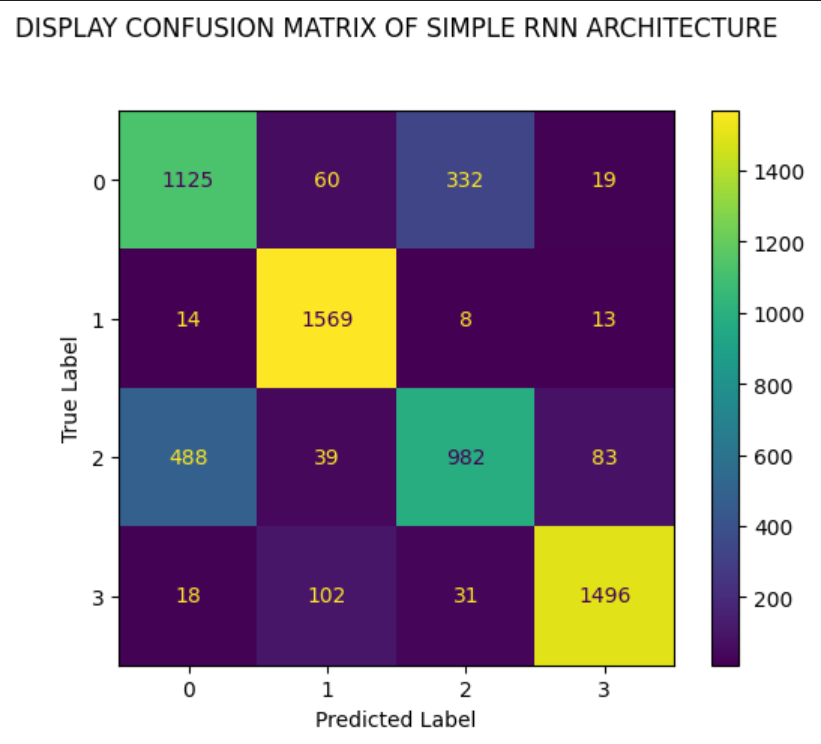 DISPLAY CONFUSION MATRIX OF SIMPLE RNN ARCHITECTURE
0 1125 60 332 19
1 14 1569 8 13
2 488 39 982 83
3 18 102 31 1496
0 1 2 3
Predicted Label
True Label
1400
1200
1000
800
600
400
200